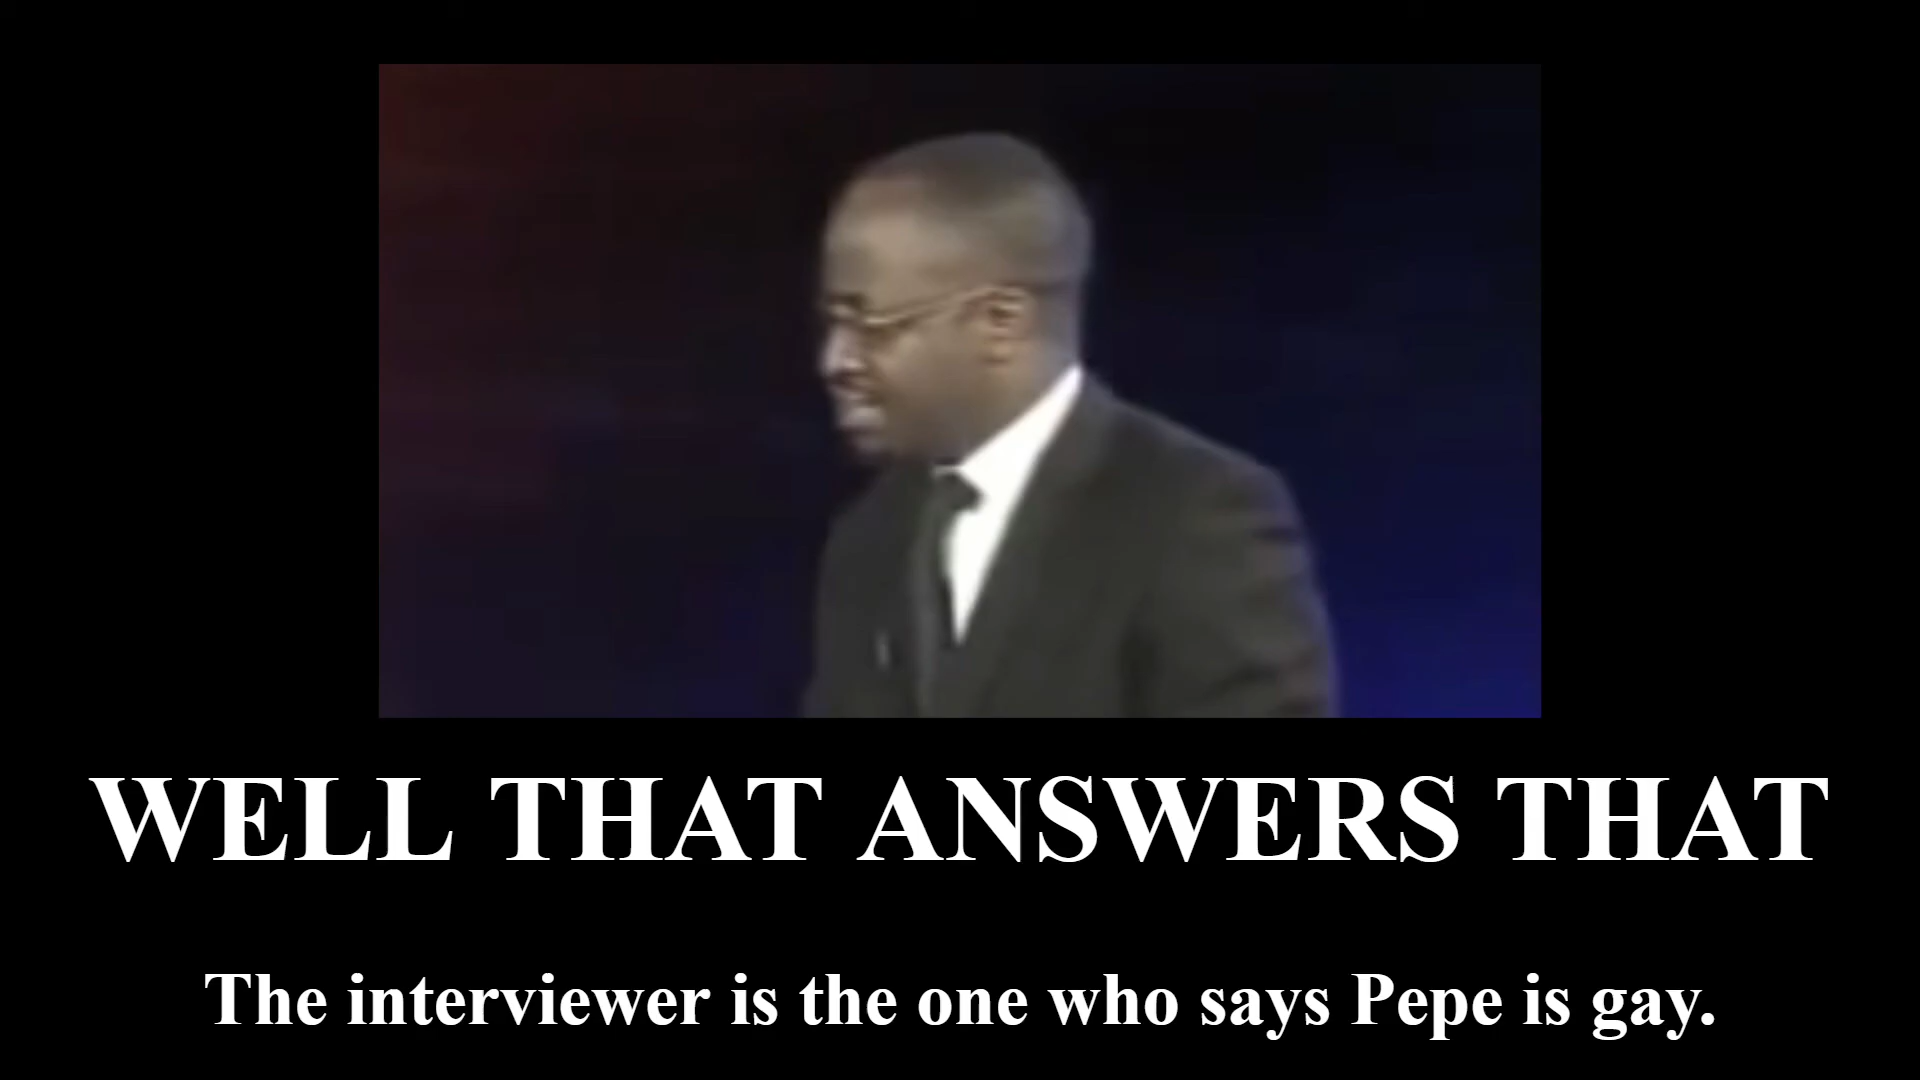 WELL THAT ANSWERS THAT
The interviewer is the one who says Pepe is gay.